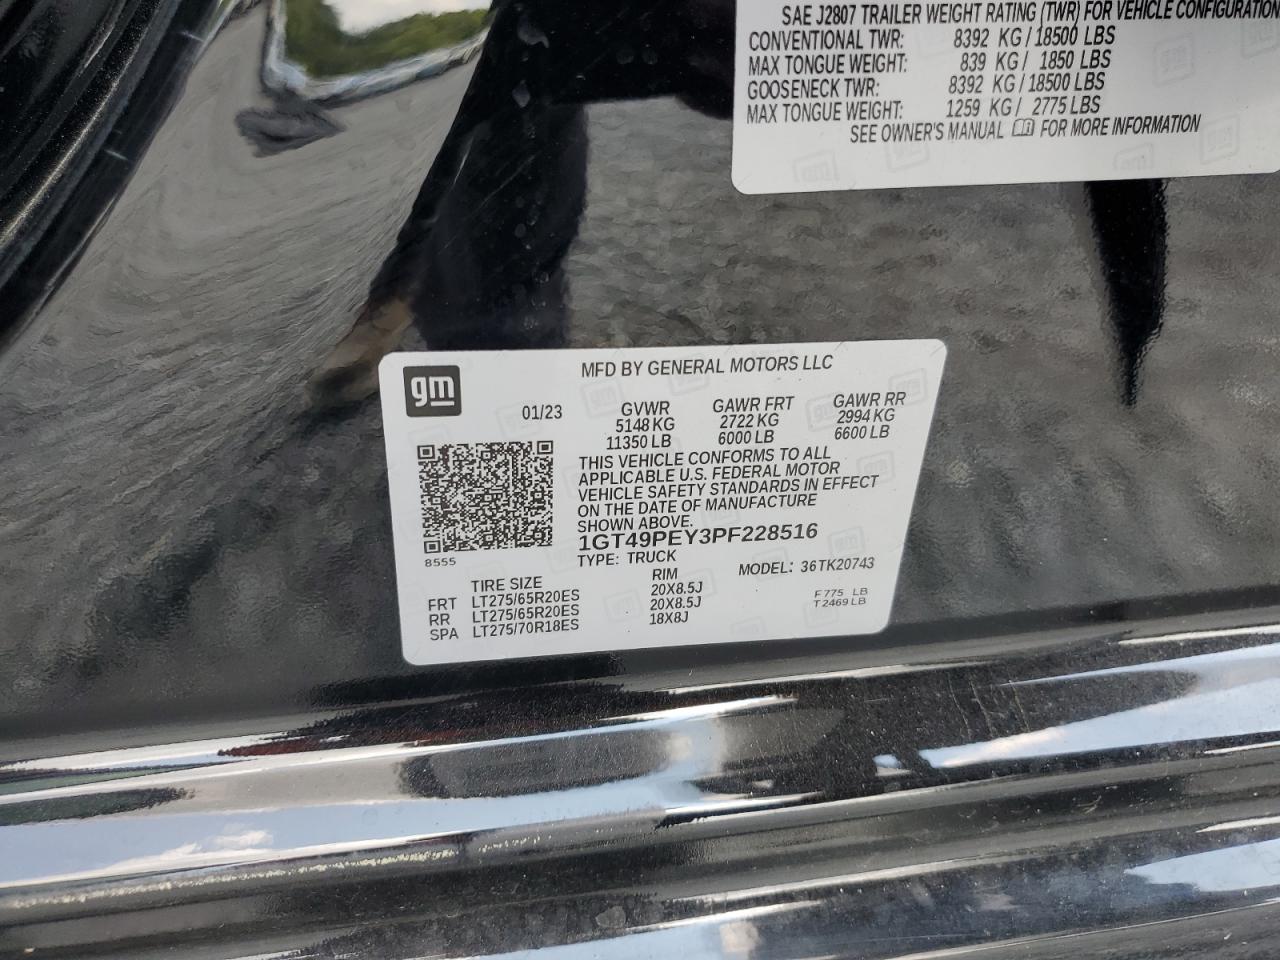 SAE J2807 TRAILER WEIGHT RATING (TWR) FOR VEHICLE CONFIGURATION
CONVENTIONAL TWR: 8392 KG/18500 LBS
MAX TONGUE WEIGHT: 839 KG/ 1850 LBS
GOOSENECK TWR: 8392 KG/18500 LBS
MAX TONGUE WEIGHT: 1259 KG/ 2775 LBS
SEE OWNER'S MANUAL FOR MORE INFORMATION
gm
MFD BY GENERAL MOTORS LLC
01/23 GVWR GAWR FRT GAWR RR
5148 KG 2722 KG 2994 KG
11350 LB 6000 LB 6600 LB
THIS VEHICLE CONFORMS TO ALL
APPLICABLE U.S. FEDERAL MOTOR
VEHICLE SAFETY STANDARDS IN EFFECT
ON THE DATE OF MANUFACTURE
SHOWN ABOVE.
1GT49PEY3PF228516
8555 TYPE: TRUCK MODEL: 36TK20743
TIRE SIZE RIM
FRT LT275/65R20ES 20X8.5J F 775 LB
RR LT275/65R20ES 20X8.5J T 2469 LB
SPA LT275/70R18ES 18X8J